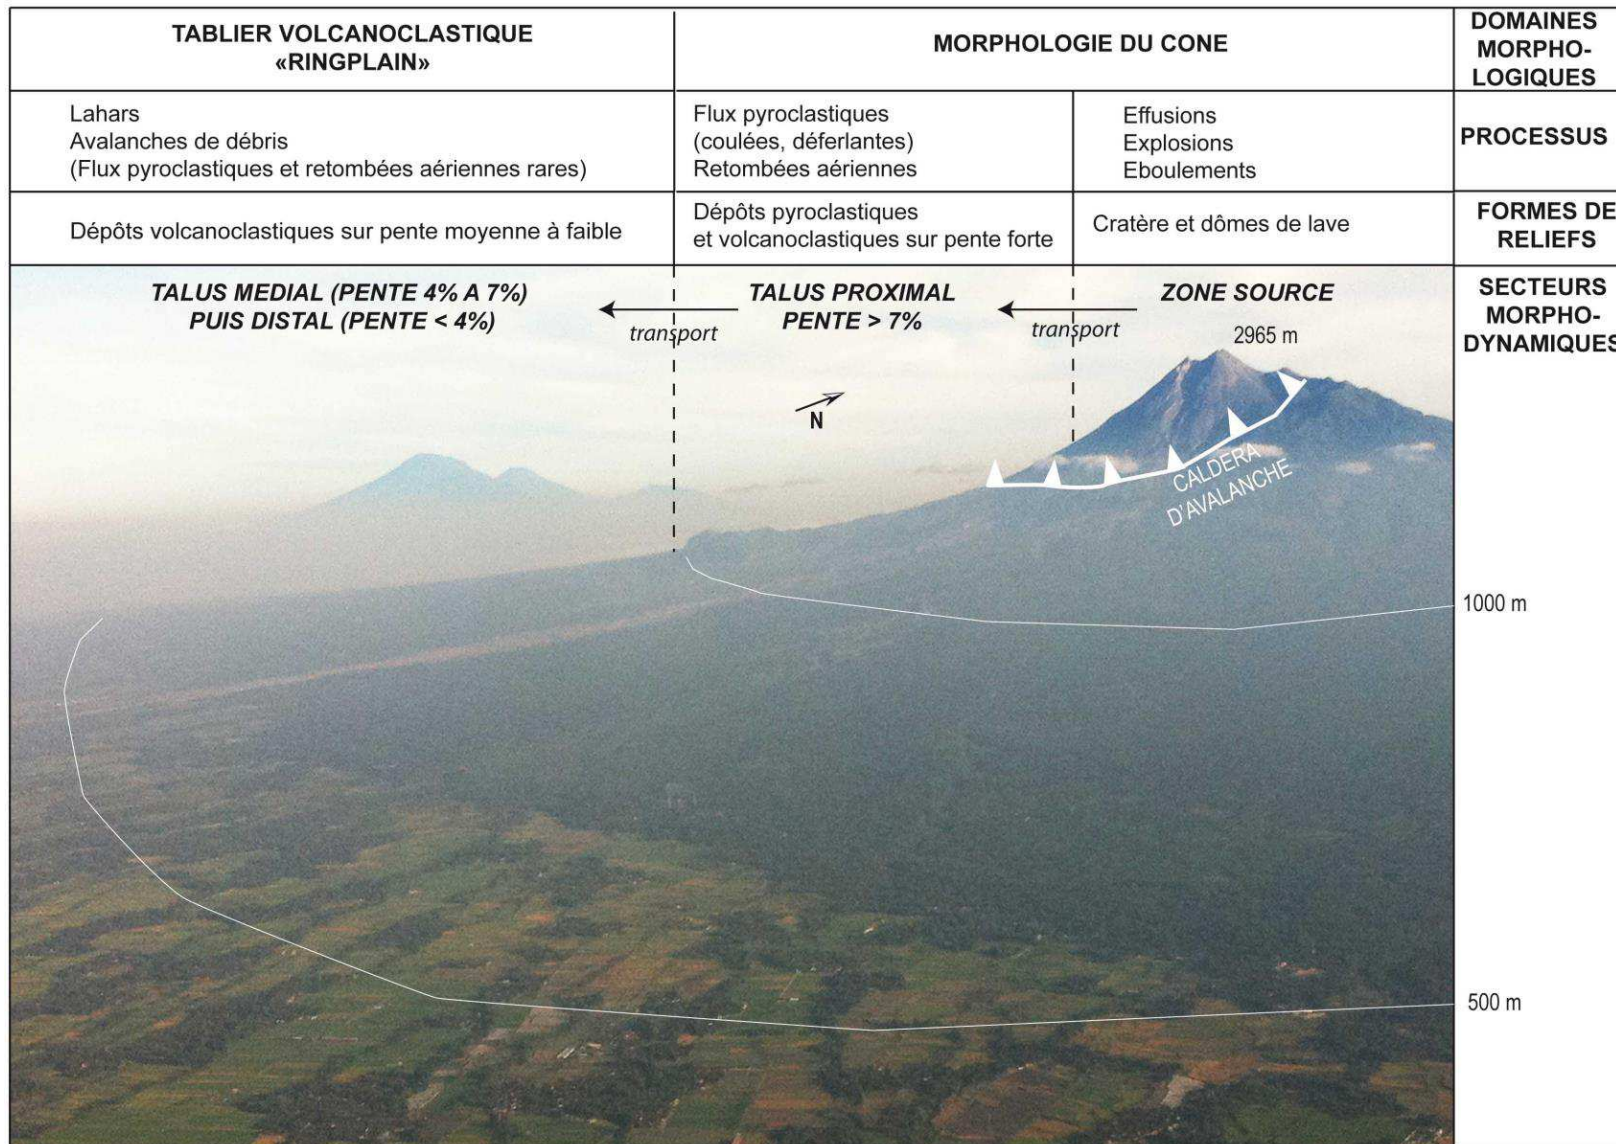 TABLIER VOLCANOCLASTIQUE
«RINGPLAIN»
MORPHOLOGIE DU CONE
DOMAINES
MORPHO-
LOGIQUES
Lahars
Avalanches de débris
(Flux pyroclastiques et retombées aériennes rares)
Flux pyroclastiques
(coulées, déferlantes)
Retombées aériennes
Effusions
Explosions
Eboulements
PROCESSUS
Dépôts volcanoclastiques sur pente moyenne à faible
Dépôts pyroclastiques
et volcanoclastiques sur pente forte
Cratère et dômes de lave
FORMES DE
RELIEFS
TALUS MEDIAL (PENTE 4% A 7%)
PUIS DISTAL (PENTE < 4%)
transport
TALUS PROXIMAL
PENTE > 7%
transport
ZONE SOURCE
2965 m
SECTEURS
MORPHO-
DYNAMIQUES
N
CALDERA
D'AVALANCHE
1000 m
500 m